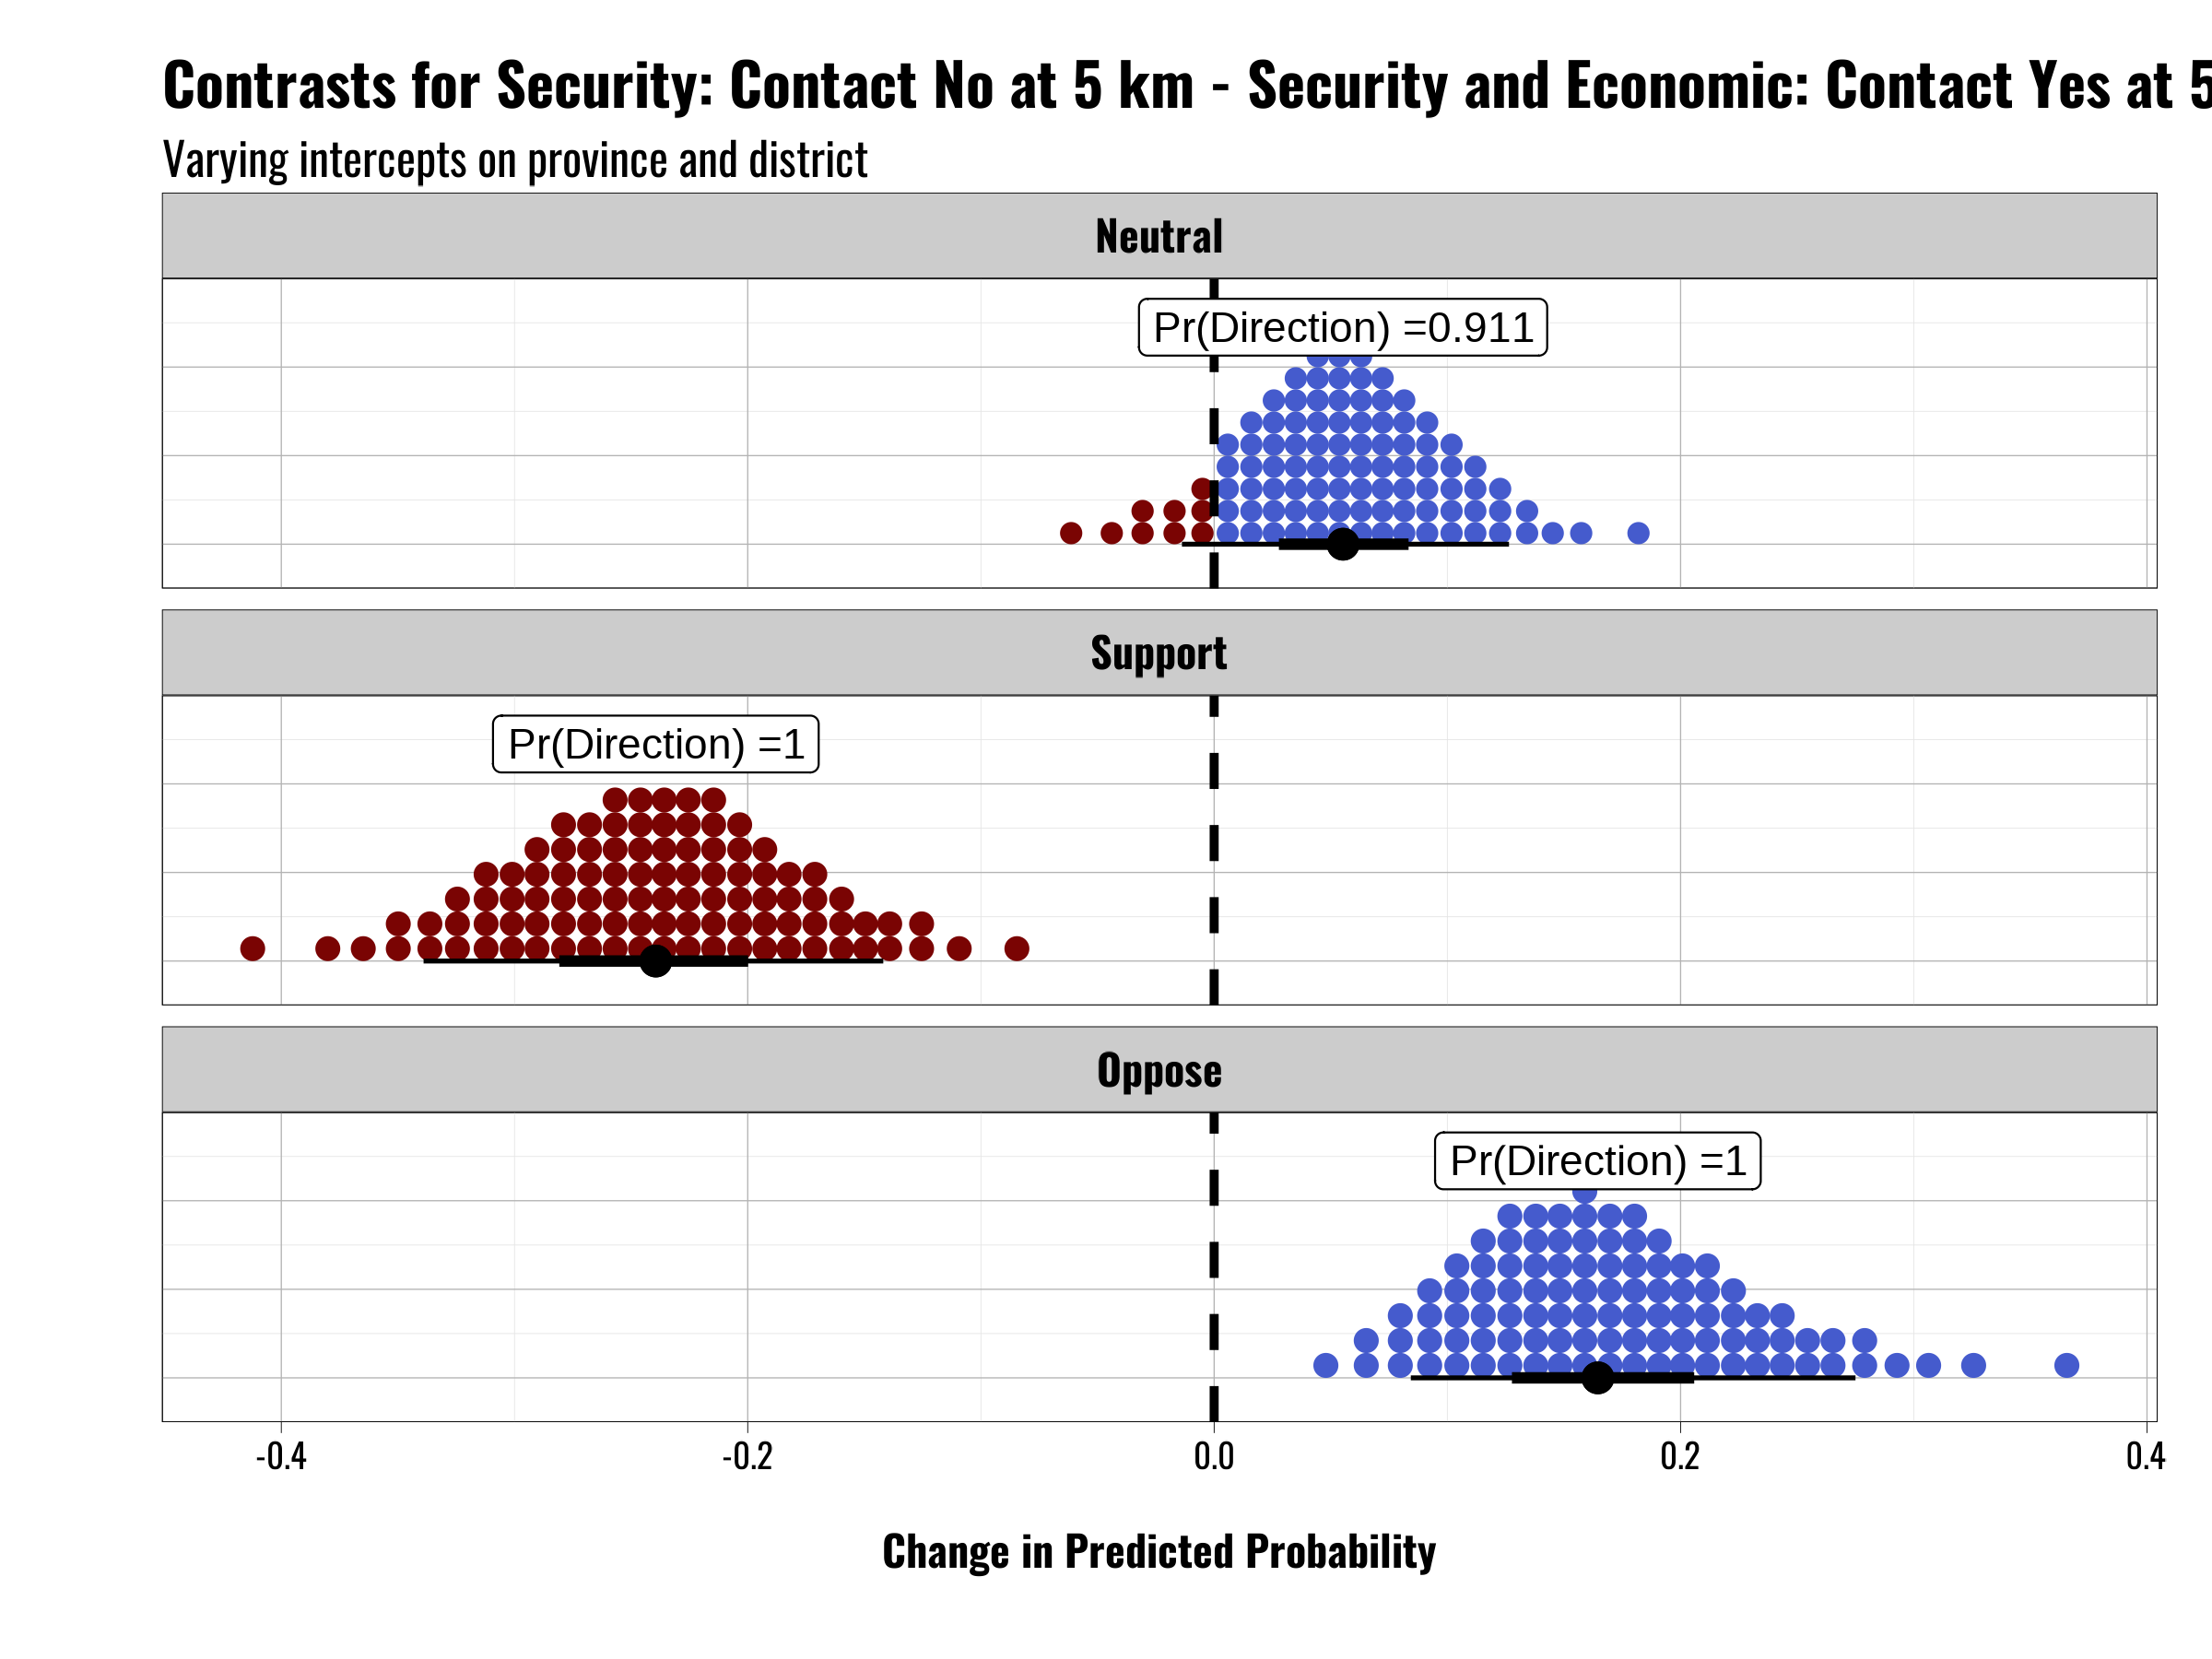 Contrasts for Security: Contact No at 5 km - Security and Economic: Contact Yes at 5
Varying intercepts on province and district
Neutral
Pr(Direction) =0.911
Support
Pr(Direction) =1
Oppose
Pr(Direction) =1
-0.4 -0.2 0.0 0.2 0.4
Change in Predicted Probability